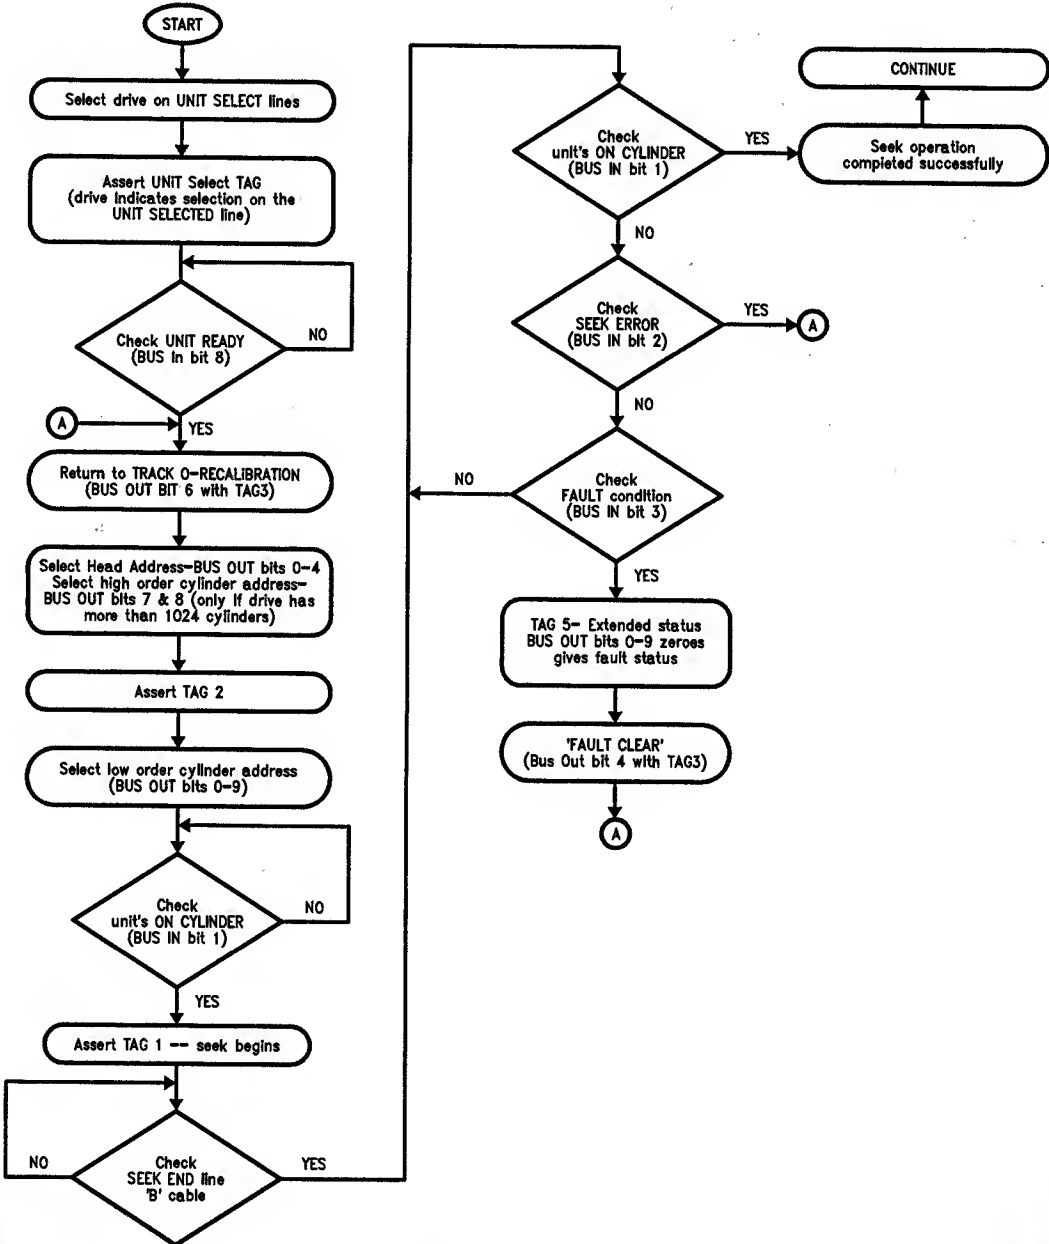 START
Select drive on UNIT SELECT lines
Assert UNIT Select TAG
(drive indicates selection on the
UNIT SELECTED line)
Check UNIT READY
(BUS In bit 8)
NO
A
YES
Return to TRACK 0-RECALIBRATION
(BUS OUT BIT 6 with TAG3)
Select Head Address-BUS OUT bits 0-4
Select high order cylinder address-
BUS OUT bits 7 & 8 (only if drive has
more than 1024 cylinders)
Assert TAG 2
Select low order cylinder address
(BUS OUT bits 0-9)
Check
unit's ON CYLINDER
(BUS IN bit 1)
NO
YES
Assert TAG 1 -- seek begins
Check
SEEK END line
'B' cable
NO
YES
Check
unit's ON CYLINDER
(BUS IN bit 1)
YES
Seek operation
completed successfully
CONTINUE
NO
Check
SEEK ERROR
(BUS IN bit 2)
YES
A
NO
Check
FAULT condition
(BUS IN bit 3)
NO
YES
TAG 5- Extended status
BUS OUT bits 0-9 zeroes
gives fault status
'FAULT CLEAR'
(Bus Out bit 4 with TAG3)
A